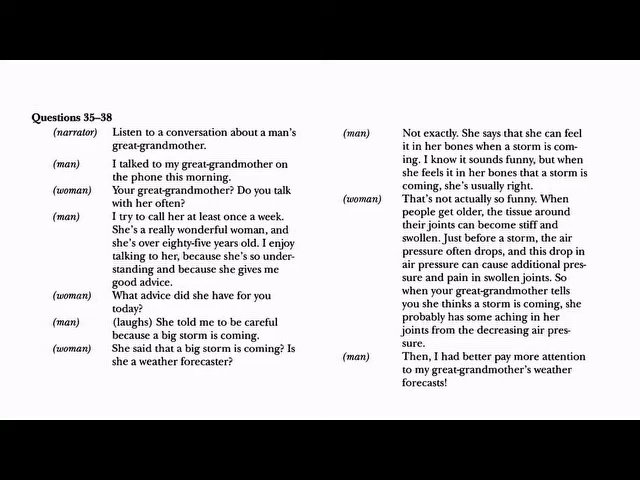 Questions 35–38
(narrator) Listen to a conversation about a man's
great-grandmother.
(man) I talked to my great-grandmother on
the phone this morning.
(woman) Your great-grandmother? Do you talk
with her often?
(man) I try to call her at least once a week.
She's a really wonderful woman, and
she's over eighty-five years old. I enjoy
talking to her, because she's so under-
standing and because she gives me
good advice.
(woman) What advice did she have for you
today?
(man) (laughs) She told me to be careful
because a big storm is coming.
(woman) She said that a big storm is coming? Is
she a weather forecaster?
(man) Not exactly. She says that she can feel
it in her bones when a storm is com-
ing. I know it sounds funny, but when
she feels it in her bones that a storm is
coming, she's usually right.
(woman) That's not actually so funny. When
people get older, the tissue around
their joints can become stiff and
swollen. Just before a storm, the air
pressure often drops, and this drop in
air pressure can cause additional pres-
sure and pain in swollen joints. So
when your great-grandmother tells
you she thinks a storm is coming, she
probably has some aching in her
joints from the decreasing air pres-
sure.
(man) Then, I had better pay more attention
to my great-grandmother's weather
forecasts!